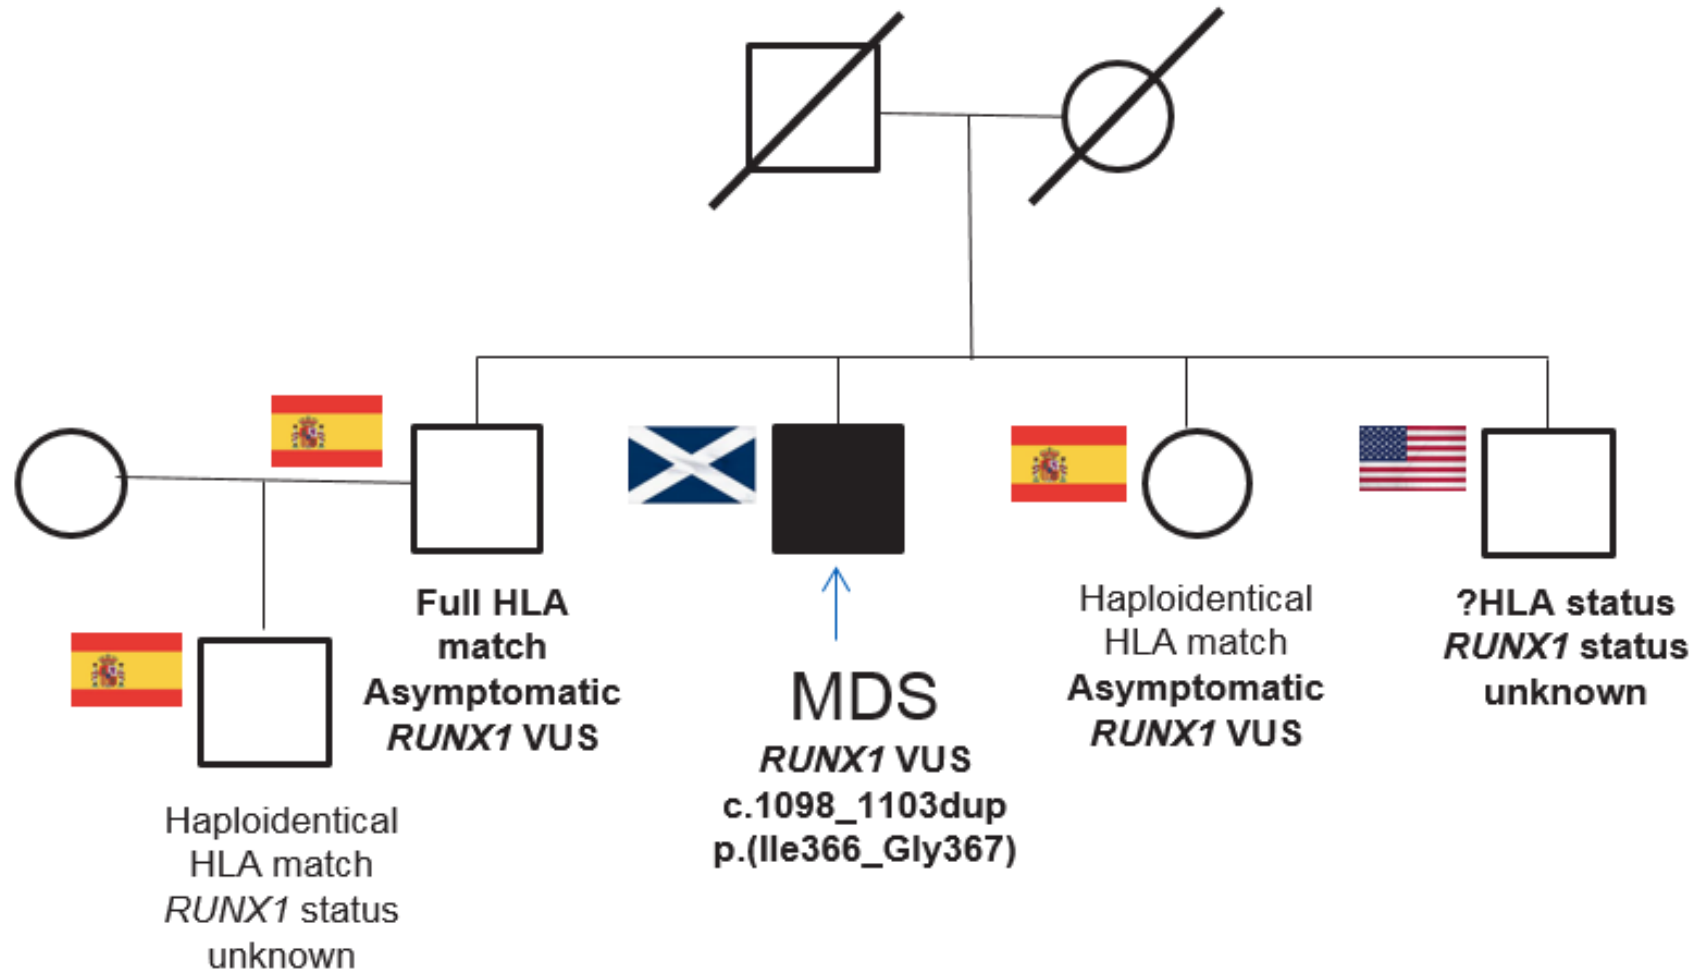 Full HLA
match
Asymptomatic
RUNX1 VUS
MDS
RUNX1 VUS
c.1098_1103dup
p.(Ile366_Gly367)
Haploidentical
HLA match
Asymptomatic
RUNX1 VUS
?HLA status
RUNX1 status
unknown
Haploidentical
HLA match
RUNX1 status
unknown